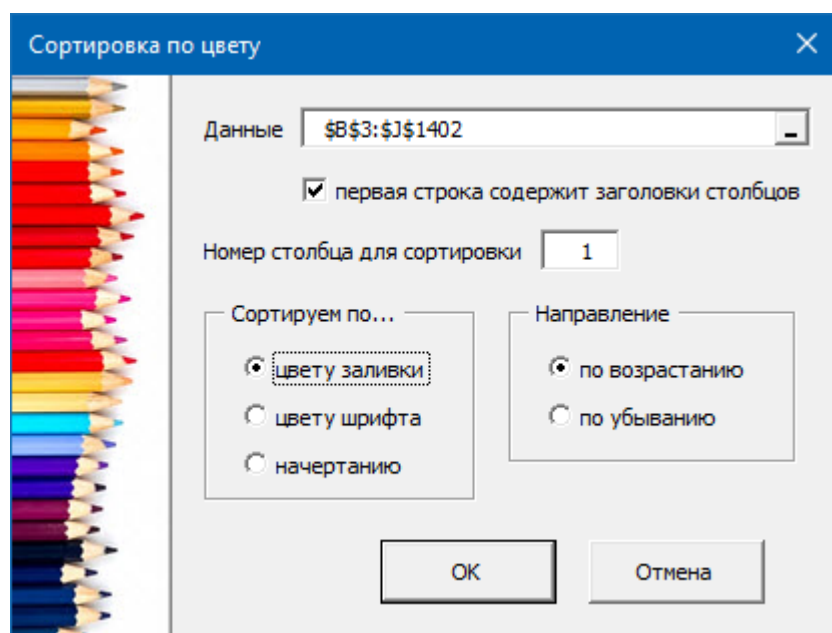 Сортировка по цвету
Данные $B$3:$J$1402
первая строка содержит заголовки столбцов
Номер столбца для сортировки 1
Сортируем по...
цвету заливки
цвету шрифта
начертанию
Направление
по возрастанию
по убыванию
OK Отмена